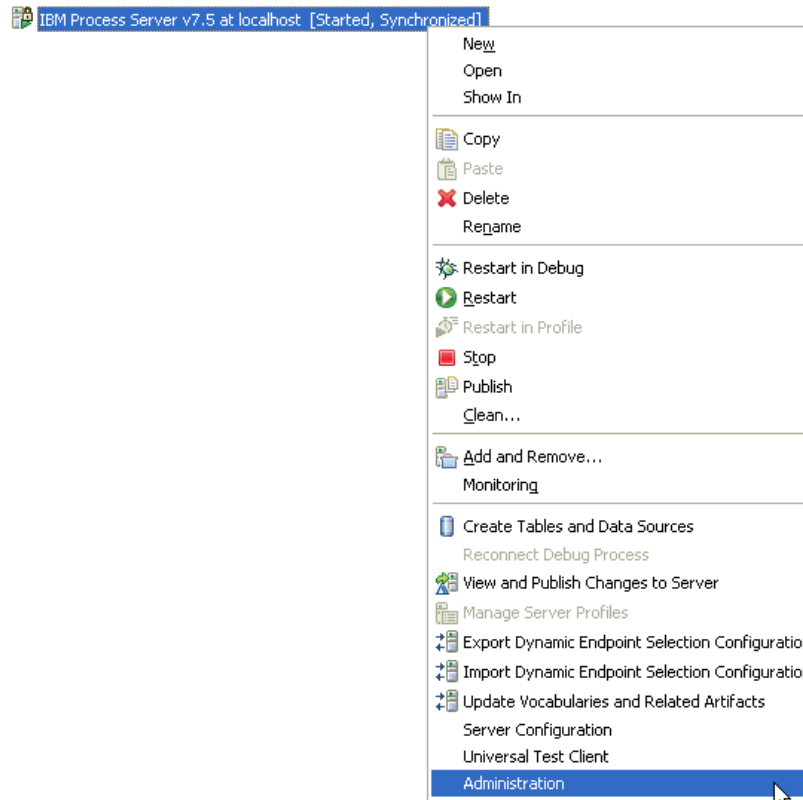 IBM Process Server v7.5 at localhost [Started, Synchronized]
New
Open
Show In
Copy
Paste
Delete
Rename
Restart in Debug
Restart
Restart in Profile
Stop
Publish
Clean...
Add and Remove...
Monitoring
Create Tables and Data Sources
Reconnect Debug Process
View and Publish Changes to Server
Manage Server Profiles
Export Dynamic Endpoint Selection Configuratio
Import Dynamic Endpoint Selection Configuratio
Update Vocabularies and Related Artifacts
Server Configuration
Universal Test Client
Administration